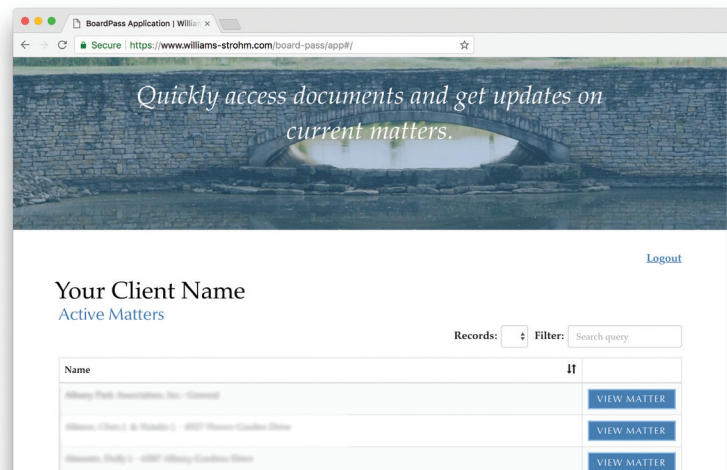 BoardPass Application | William
Secure https://www.williams-strohm.com/board-pass/app#/
Quickly access documents and get updates on
current matters.
Logout
Your Client Name
Active Matters
Records: Filter: Search query
Name
VIEW MATTER
VIEW MATTER
VIEW MATTER